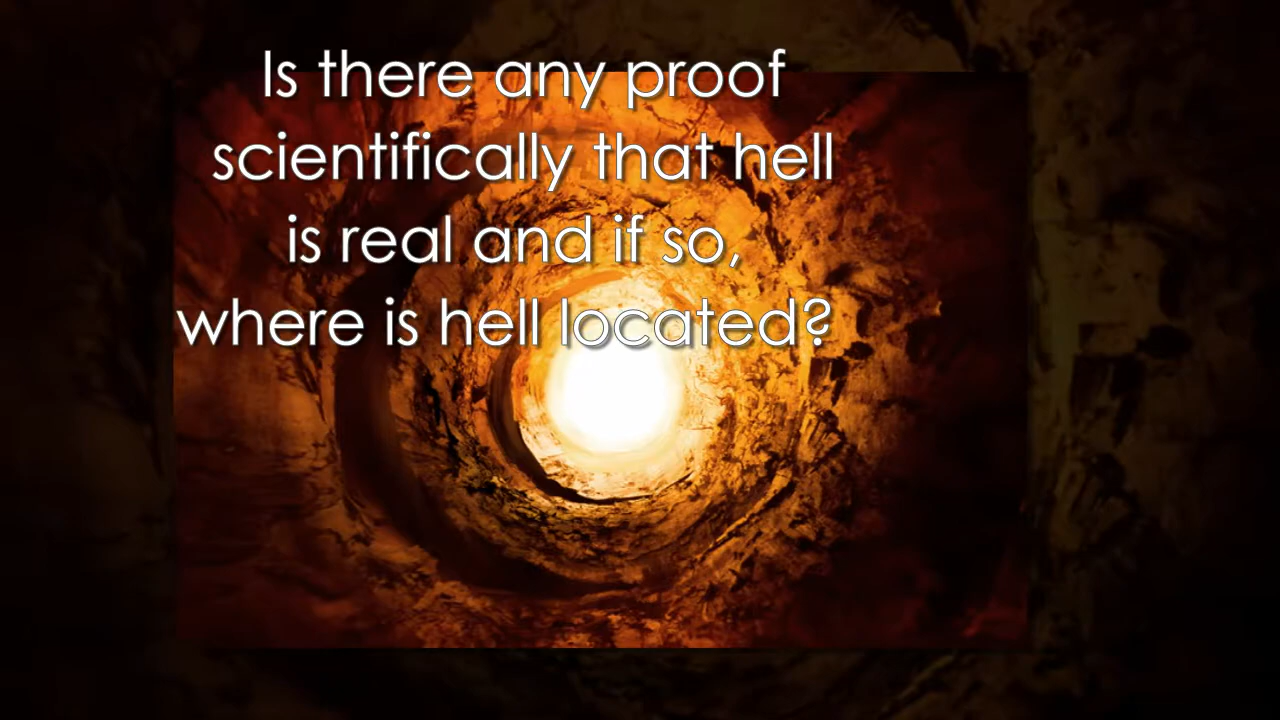 Is there any proof
scientifically that hell
is real and if so,
where is hell located?